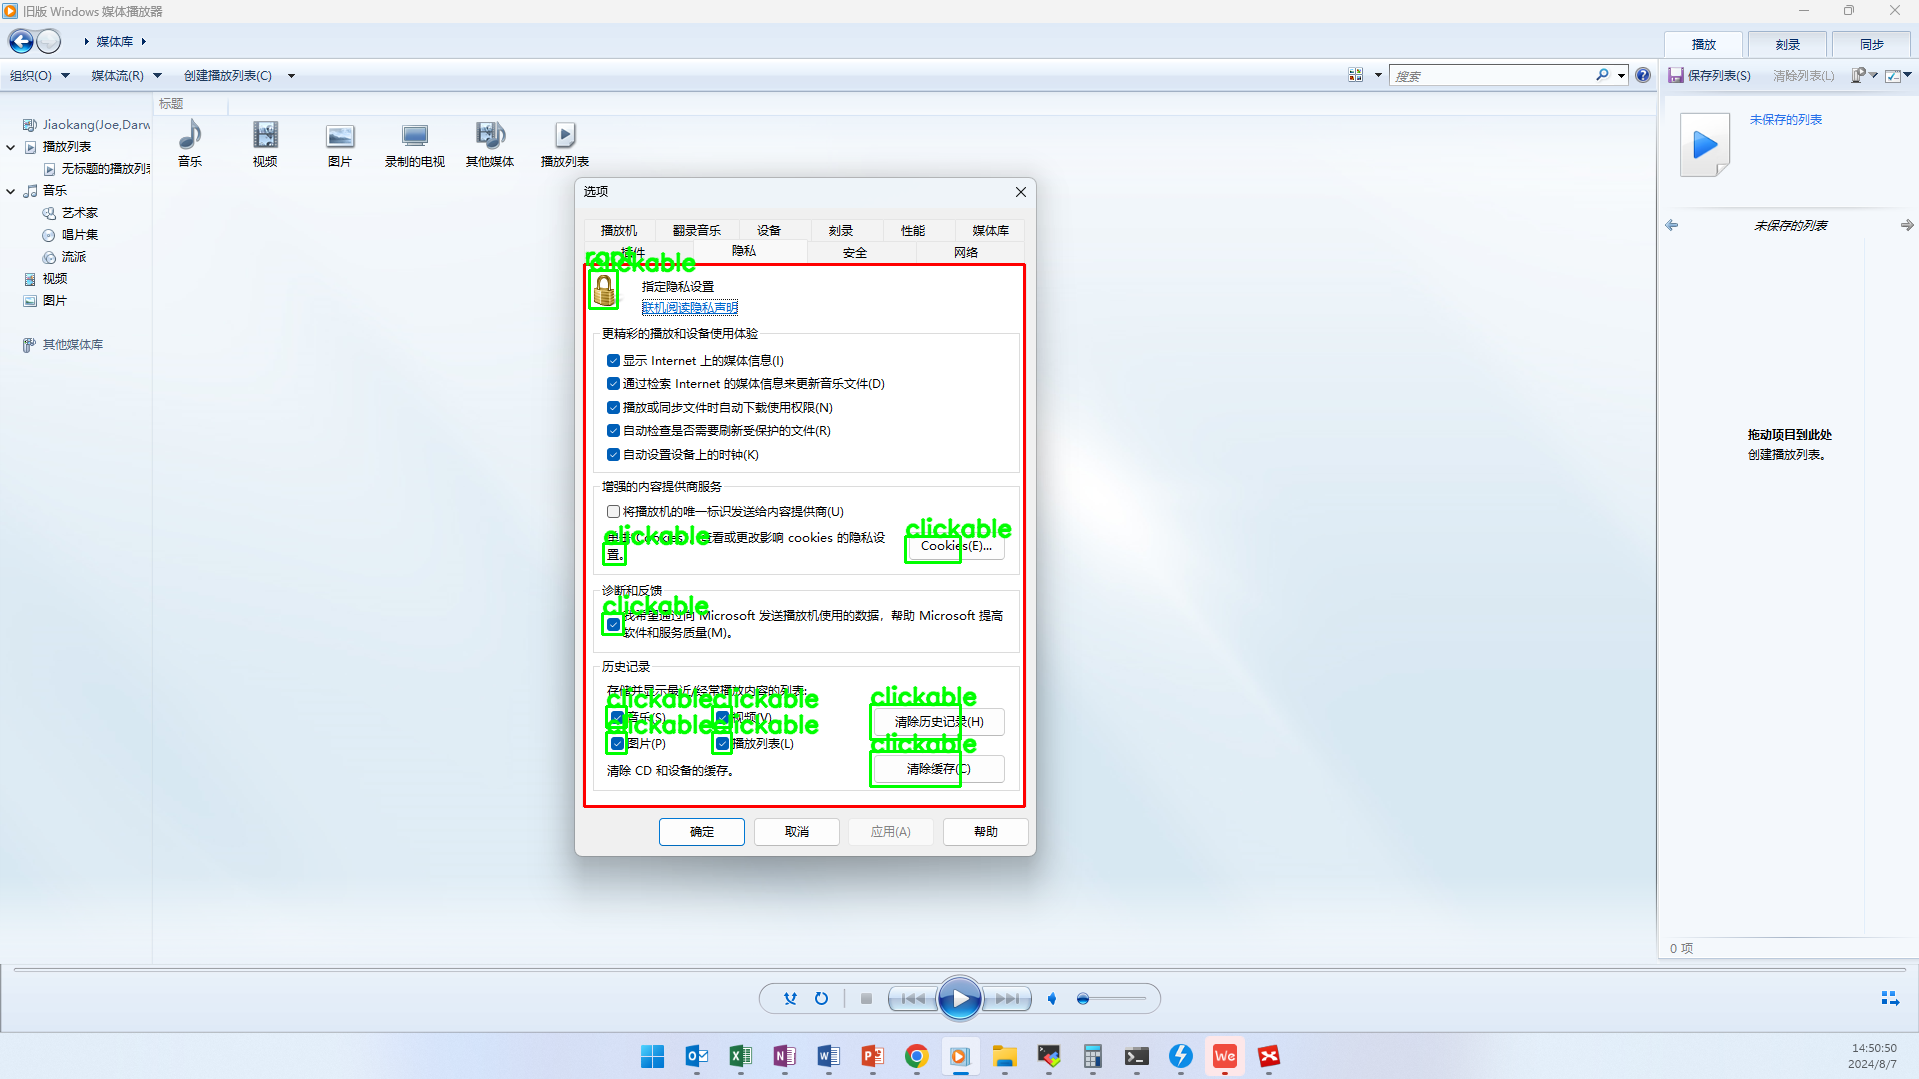 旧版 Windows 媒体播放器
媒体库
播放
刻录
同步
组织(O)
媒体流(R)
创建播放列表(C)
搜索
保存列表(S)
清除列表(L)
标题
Jiaokang(Joe,Darw
播放列表
无标题的播放列表
音乐
艺术家
唱片集
流派
视频
图片
其他媒体库
音乐
视频
图片
录制的电视
其他媒体
播放列表
未保存的列表
未保存的列表
拖动项目到此处
创建播放列表。
0 项
选项
播放机
翻录音乐
设备
刻录
性能
媒体库
件
隐私
安全
网络
clickable
指定隐私设置
联机阅读隐私声明
更精彩的播放和设备使用体验
显示 Internet 上的媒体信息(I)
通过检索 Internet 的媒体信息来更新音乐文件(D)
播放或同步文件时自动下载使用权限(N)
自动检查是否需要刷新受保护的文件(R)
自动设置设备上的时钟(K)
增强的内容提供商服务
将播放机的唯一标识发送给内容提供商(U)
clickable
clickable
看或更改影响 cookies 的隐私设
置。
Cookies(E)...
诊断和反馈
clickable
我希望通过向 Microsoft 发送播放机使用的数据，帮助 Microsoft 提高
软件和服务质量(M)。
历史记录
存储并显示最近/经常播放内容的列表:
clickable
clickable
clickable
音乐(S)
视频(V)
清除历史记录(H)
clickable
clickable
clickable
图片(P)
播放列表(L)
清除 CD 和设备的缓存。
清除缓存(C)
确定
取消
应用(A)
帮助
14:50:50
2024/8/7